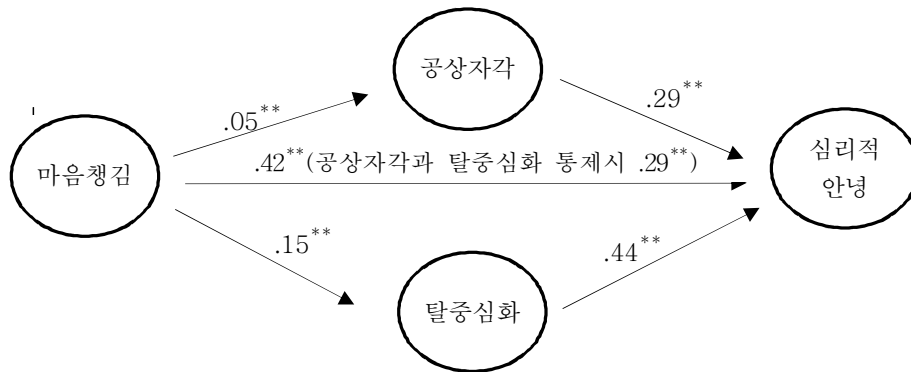 공상자각
.05**
.29**
마음챙김
.42**(공상자각과 탈중심화 통제시 .29**)
심리적
안녕
.15**
.44**
탈중심화